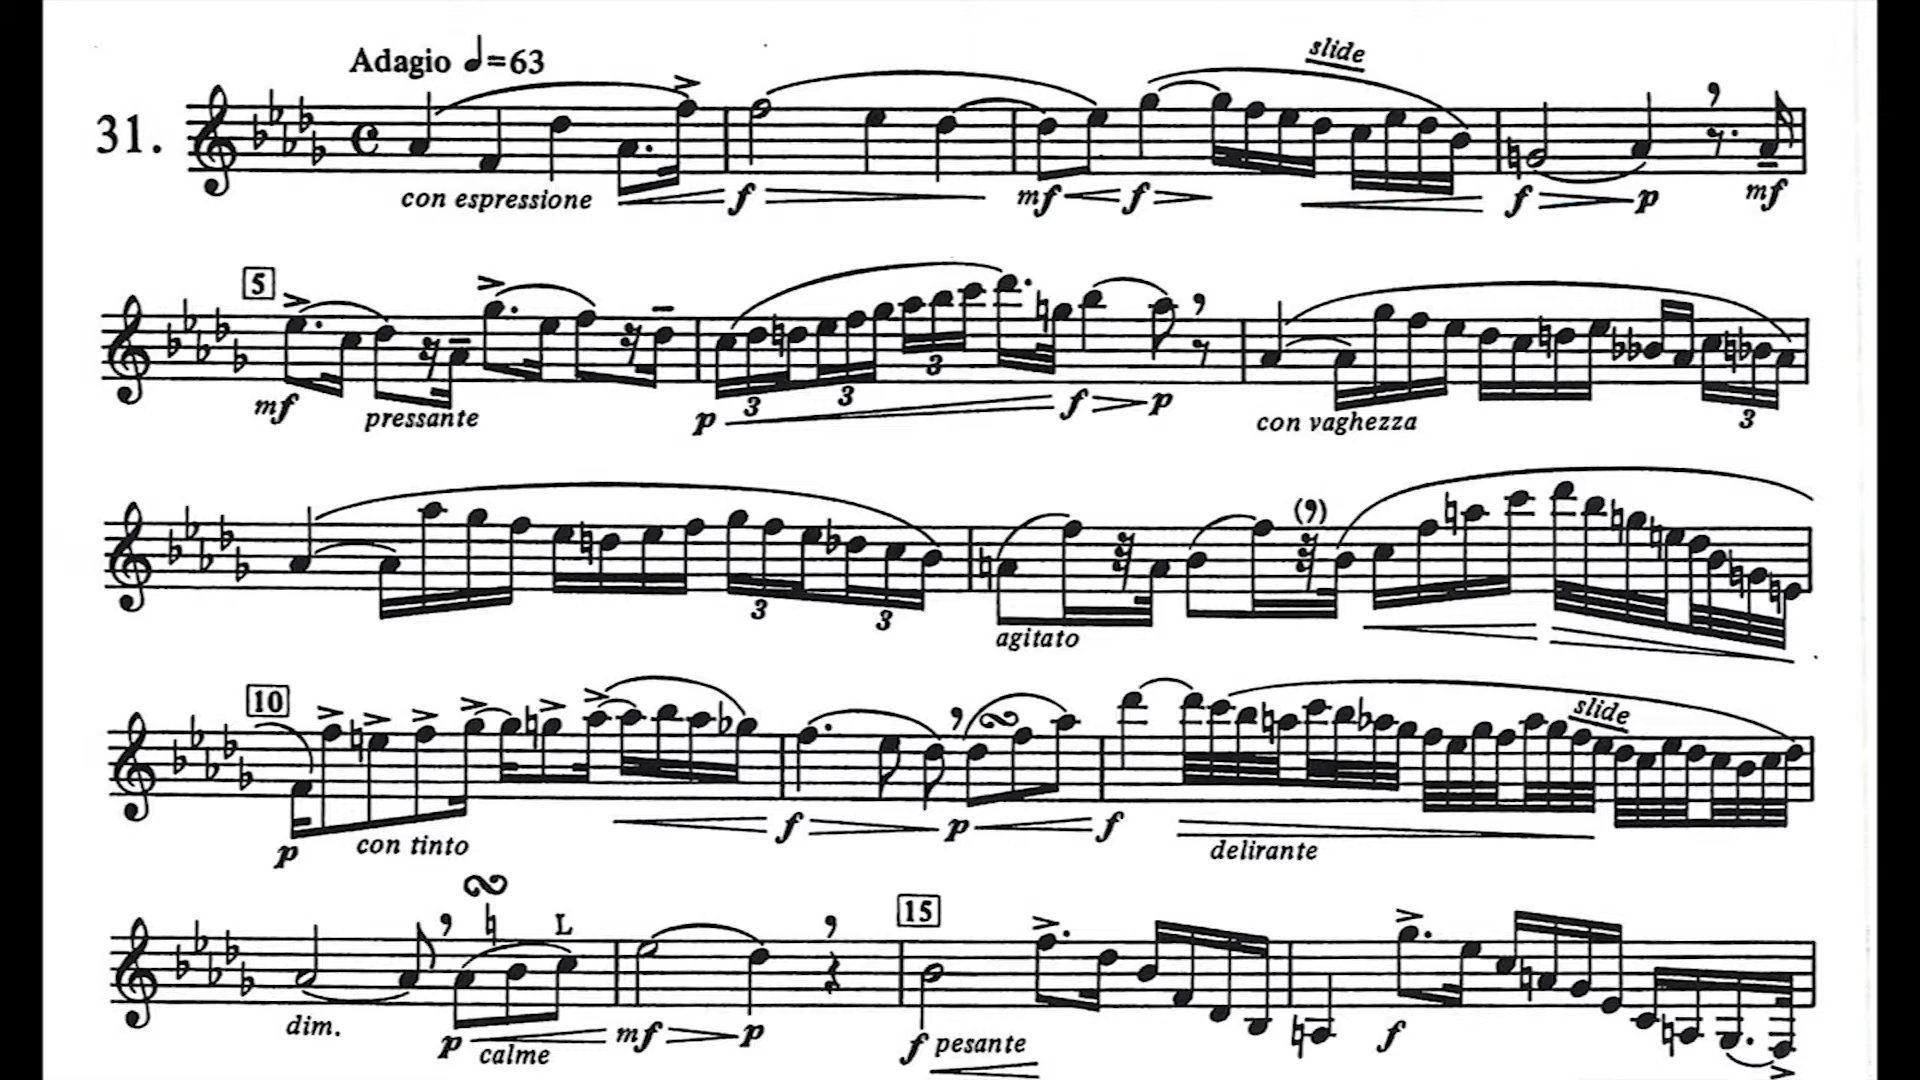 Adagio ♩=63
slide
31.
con espressione f mf f f p mf
5
3 3 3
mf pressante p f p con vaghezza 3
(,)
3 3
agitato
10
slide
p con tinto f p f
delirante
15
L
dim. p calme mf p f pesante f